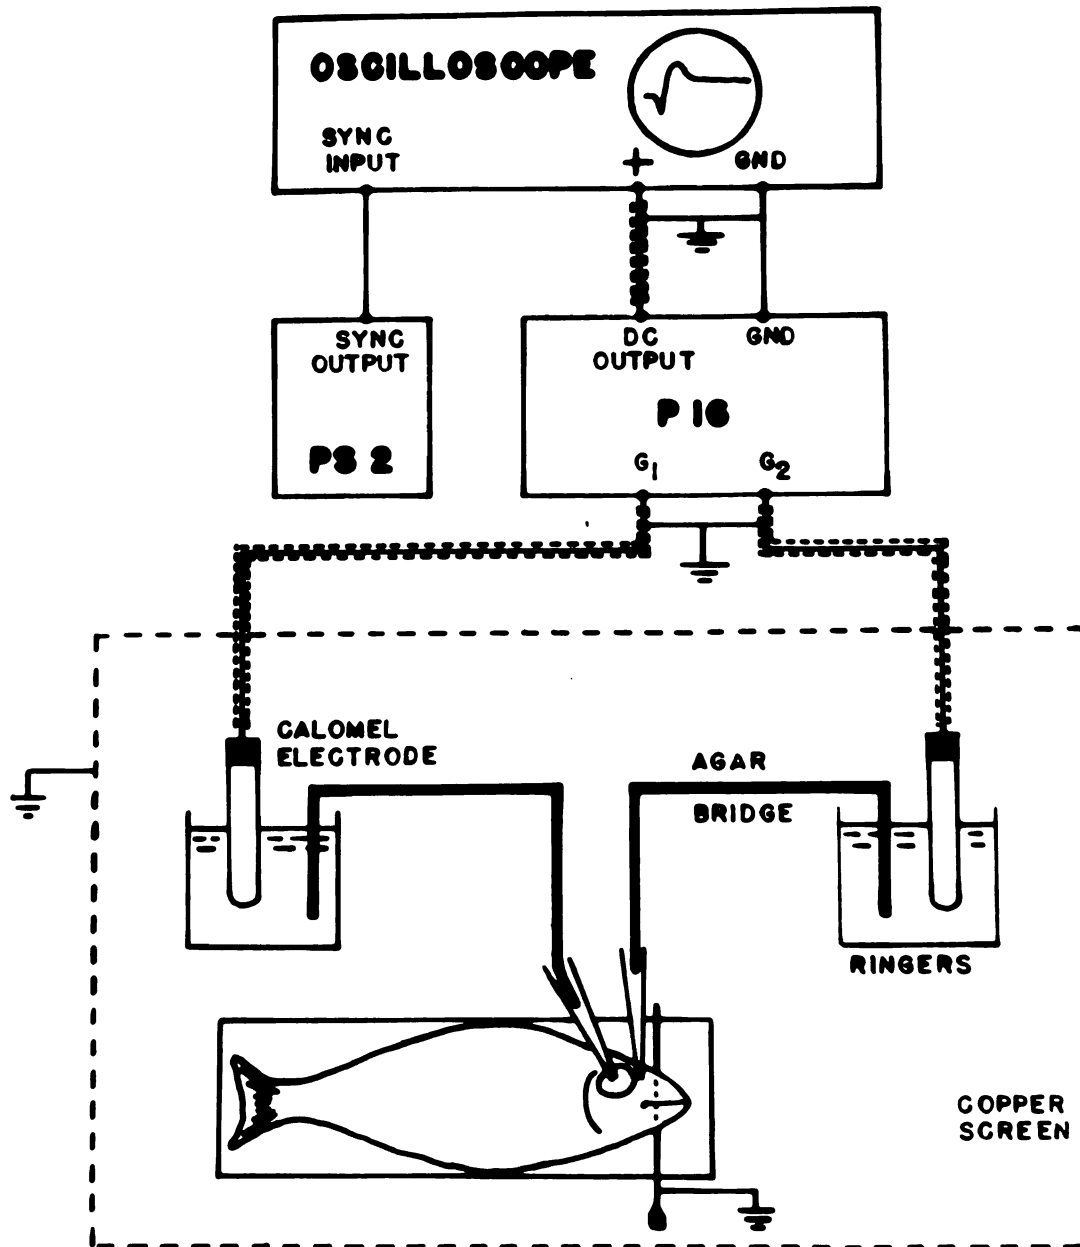 OSCILLOSCOPE
SYNC
INPUT
+
GND
SYNC
OUTPUT
PS 2
DC
OUTPUT
GND
P 16
G1
G2
CALOMEL
ELECTRODE
AGAR
BRIDGE
RINGERS
COPPER
SCREEN